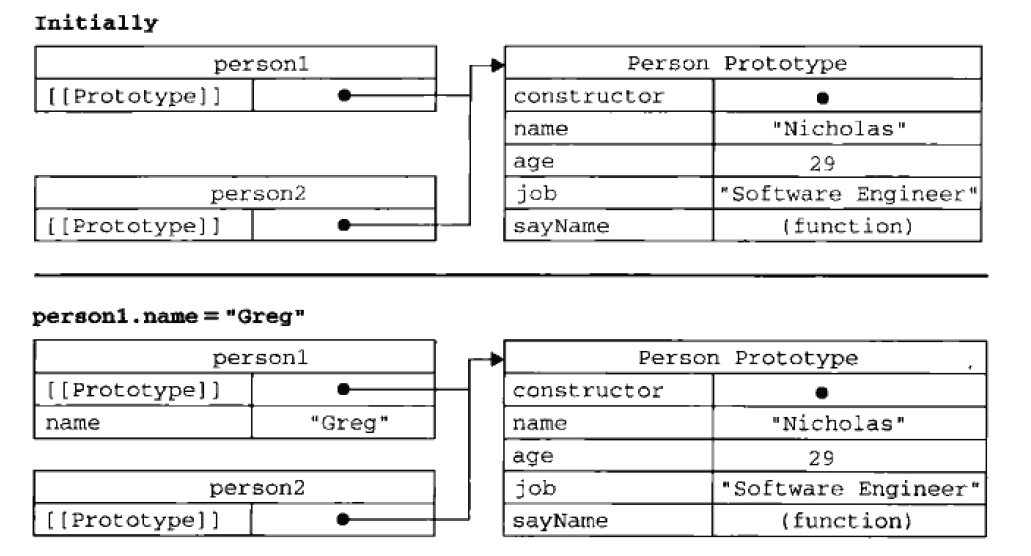 Initially
person1
[[Prototype]]
Person Prototype
constructor
name "Nicholas"
age 29
job "Software Engineer"
sayName (function)
person2
[[Prototype]]
person1.name = "Greg"
person1
[[Prototype]]
name "Greg"
Person Prototype
constructor
name "Nicholas"
age 29
job "Software Engineer"
sayName (function)
person2
[[Prototype]]